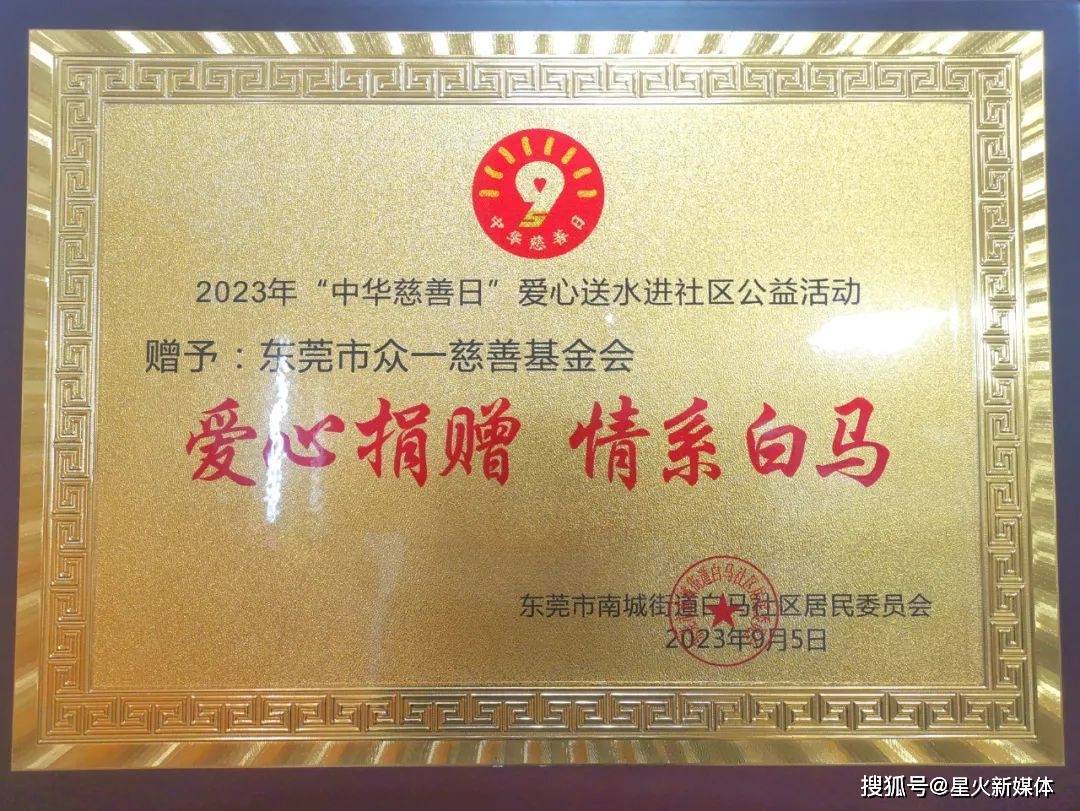 中华慈善日
2023年“中华慈善日”爱心送水进社区公益活动
赠予：东莞市众一慈善基金会
爱心捐赠 情系白马
东莞市南城街道白马社区居民委员会
2023年9月5日
搜狐号@星火新媒体